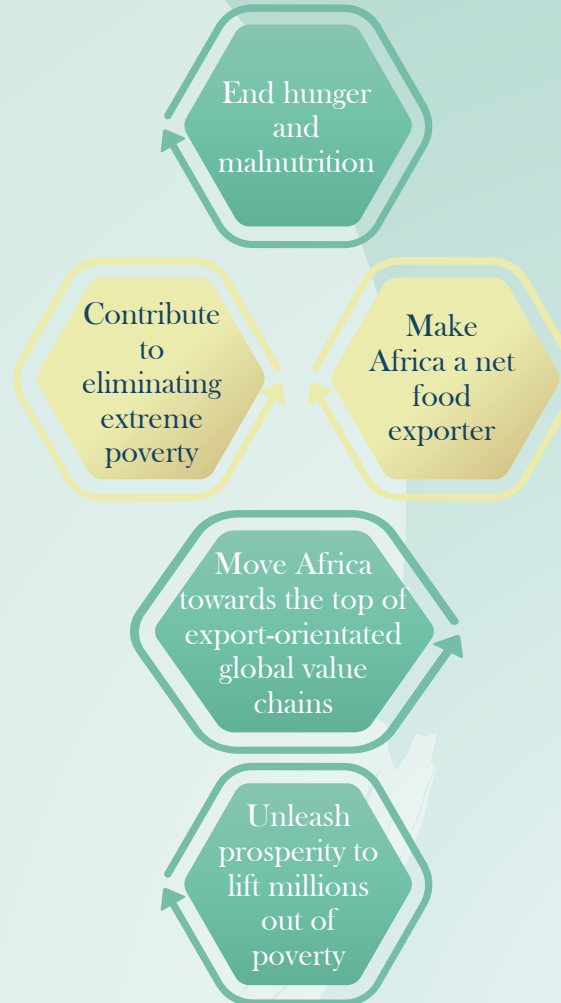 End hunger
and
malnutrition
Contribute
to
eliminating
extreme
poverty
Make
Africa a net
food
exporter
Move Africa
towards the top of
export-orientated
global value
chains
Unleash
prosperity to
lift millions
out of
poverty